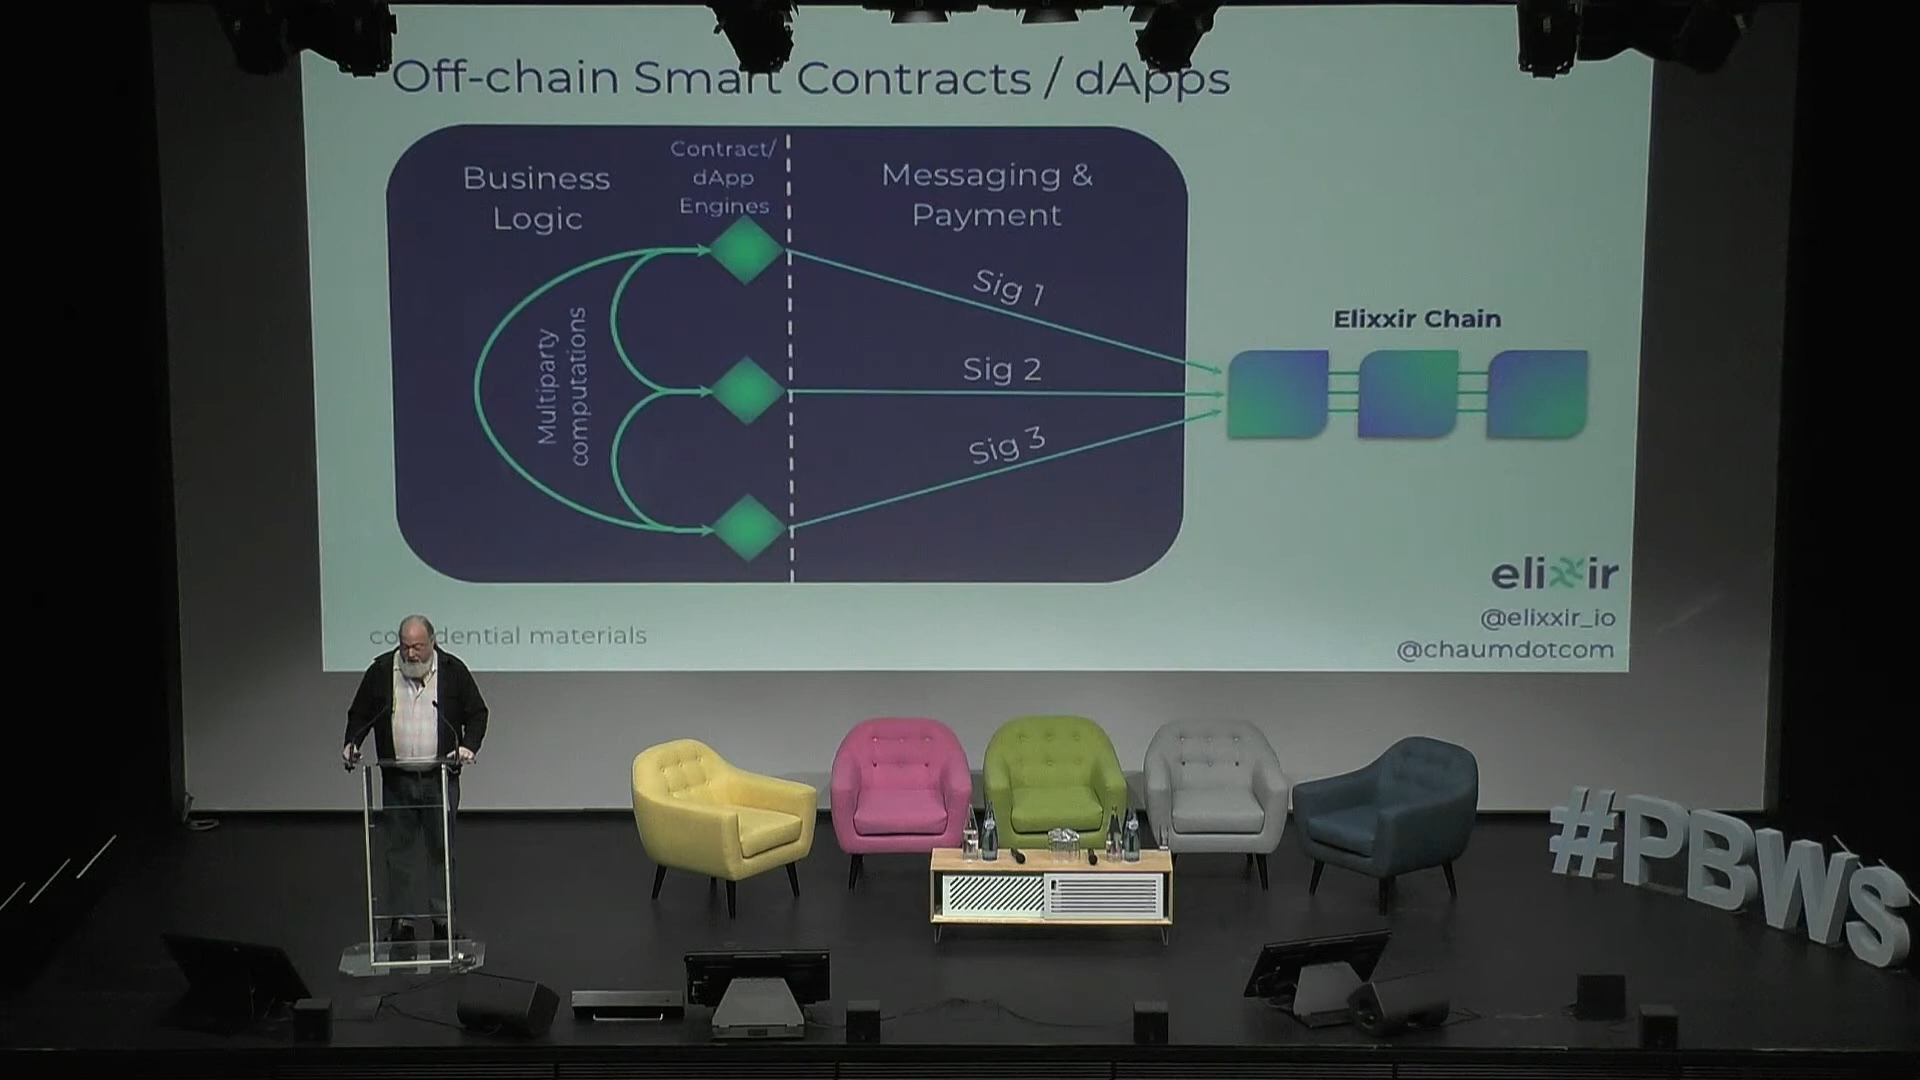 Off-chain Smart Contracts / dApps
Business
Logic
Contract/
dApp
Engines
Messaging &
Payment
Multiparty
computations
Sig 1
Sig 2
Sig 3
Elixxir Chain
elixxir
@elixxir_io
@chaumdotcom
materials
#PBWS